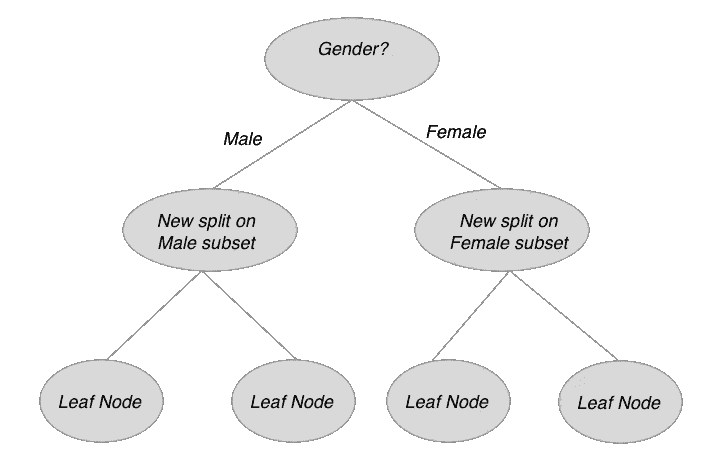 Gender?
Male
Female
New split on
Male subset
New split on
Female subset
Leaf Node
Leaf Node
Leaf Node
Leaf Node